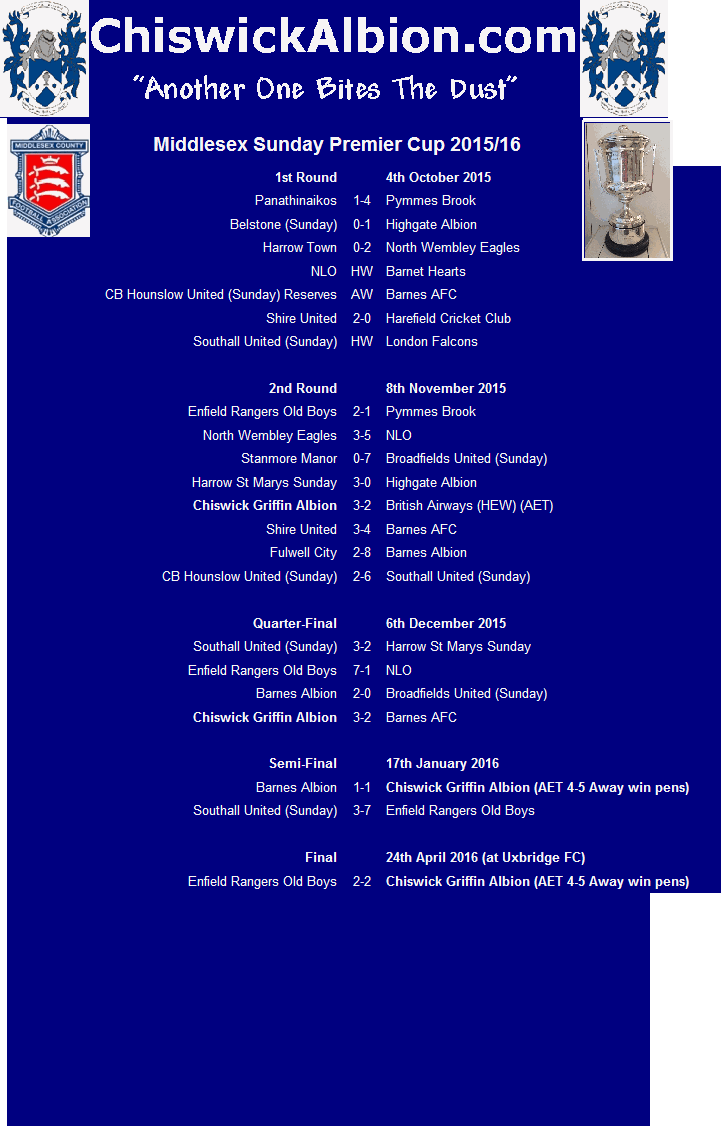 ChiswickAlbion.com
"Another One Bites The Dust"
MIDDLESEX COUNTY
FOOTBALL ASSOCIATION
Middlesex Sunday Premier Cup 2015/16
1st Round 4th October 2015
Panathinaikos 1-4 Pymmes Brook
Belstone (Sunday) 0-1 Highgate Albion
Harrow Town 0-2 North Wembley Eagles
NLO HW Barnet Hearts
CB Hounslow United (Sunday) Reserves AW Barnes AFC
Shire United 2-0 Harefield Cricket Club
Southall United (Sunday) HW London Falcons
2nd Round 8th November 2015
Enfield Rangers Old Boys 2-1 Pymmes Brook
North Wembley Eagles 3-5 NLO
Stanmore Manor 0-7 Broadfields United (Sunday)
Harrow St Marys Sunday 3-0 Highgate Albion
Chiswick Griffin Albion 3-2 British Airways (HEW) (AET)
Shire United 3-4 Barnes AFC
Fulwell City 2-8 Barnes Albion
CB Hounslow United (Sunday) 2-6 Southall United (Sunday)
Quarter-Final 6th December 2015
Southall United (Sunday) 3-2 Harrow St Marys Sunday
Enfield Rangers Old Boys 7-1 NLO
Barnes Albion 2-0 Broadfields United (Sunday)
Chiswick Griffin Albion 3-2 Barnes AFC
Semi-Final 17th January 2016
Barnes Albion 1-1 Chiswick Griffin Albion (AET 4-5 Away win pens)
Southall United (Sunday) 3-7 Enfield Rangers Old Boys
Final 24th April 2016 (at Uxbridge FC)
Enfield Rangers Old Boys 2-2 Chiswick Griffin Albion (AET 4-5 Away win pens)